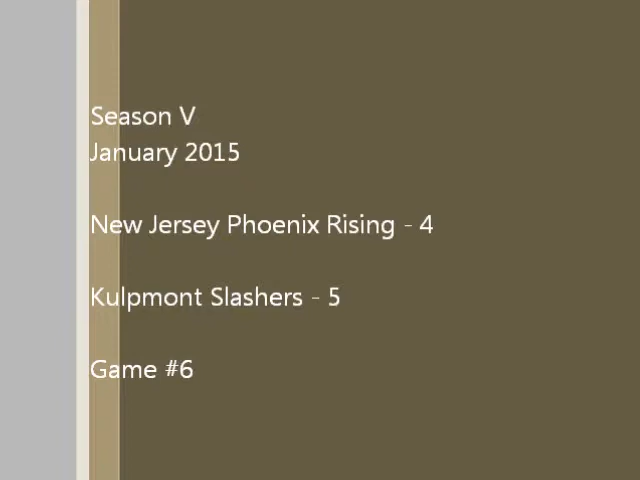 Season V
January 2015
New Jersey Phoenix Rising - 4
Kulpmont Slashers - 5
Game #6